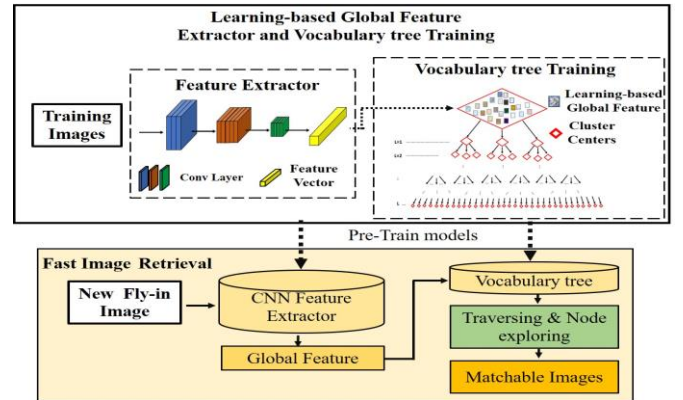 Learning-based Global Feature
Extractor and Vocabulary tree Training
Feature Extractor
Training
Images
Conv Layer
Feature
Vector
Vocabulary tree Training
Learning-based
Global Feature
Cluster
Centers
L=1
L=2
L
Pre-Train models
Fast Image Retrieval
New Fly-in
Image
CNN Feature
Extractor
Global Feature
Vocabulary tree
Traversing & Node
exploring
Matchable Images